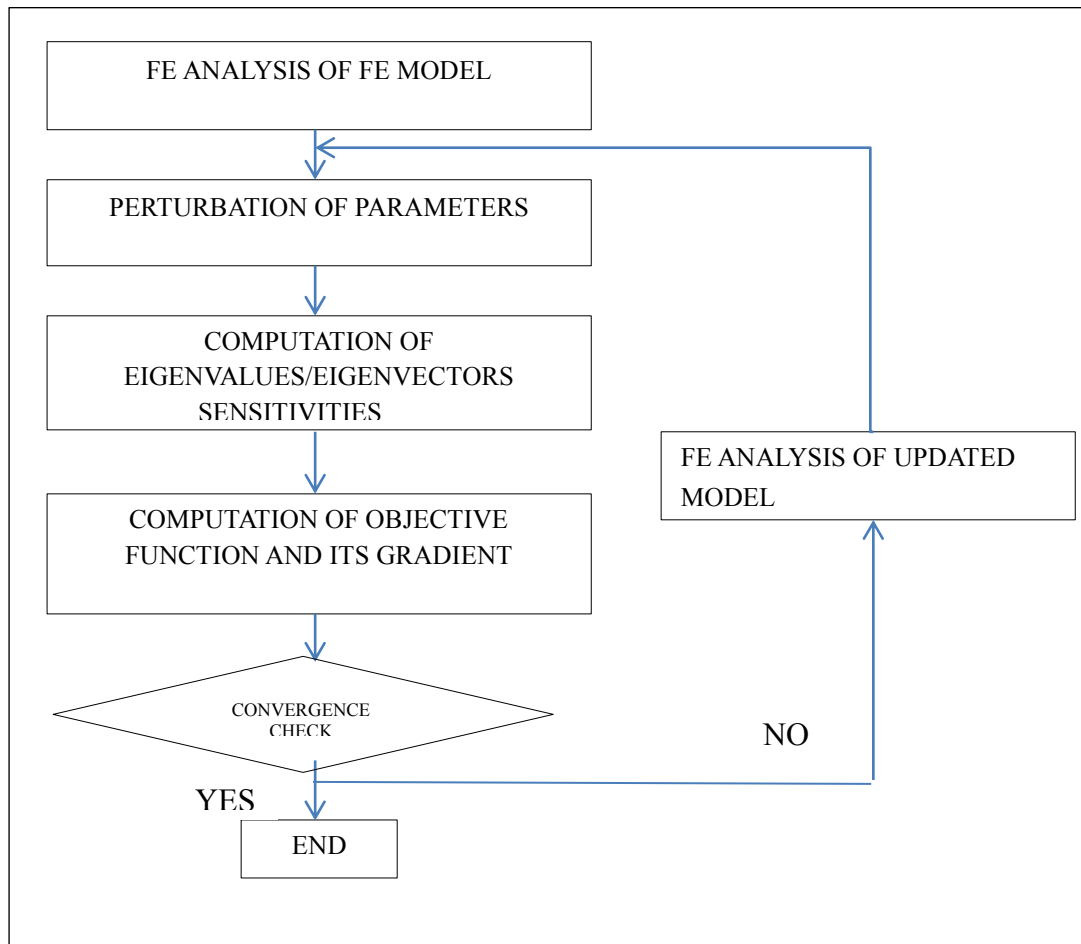 FE ANALYSIS OF FE MODEL
PERTURBATION OF PARAMETERS
COMPUTATION OF
EIGENVALUES/EIGENVECTORS
SENSITIVITIES
FE ANALYSIS OF UPDATED
MODEL
COMPUTATION OF OBJECTIVE
FUNCTION AND ITS GRADIENT
CONVERGENCE
CHECK
NO
YES
END